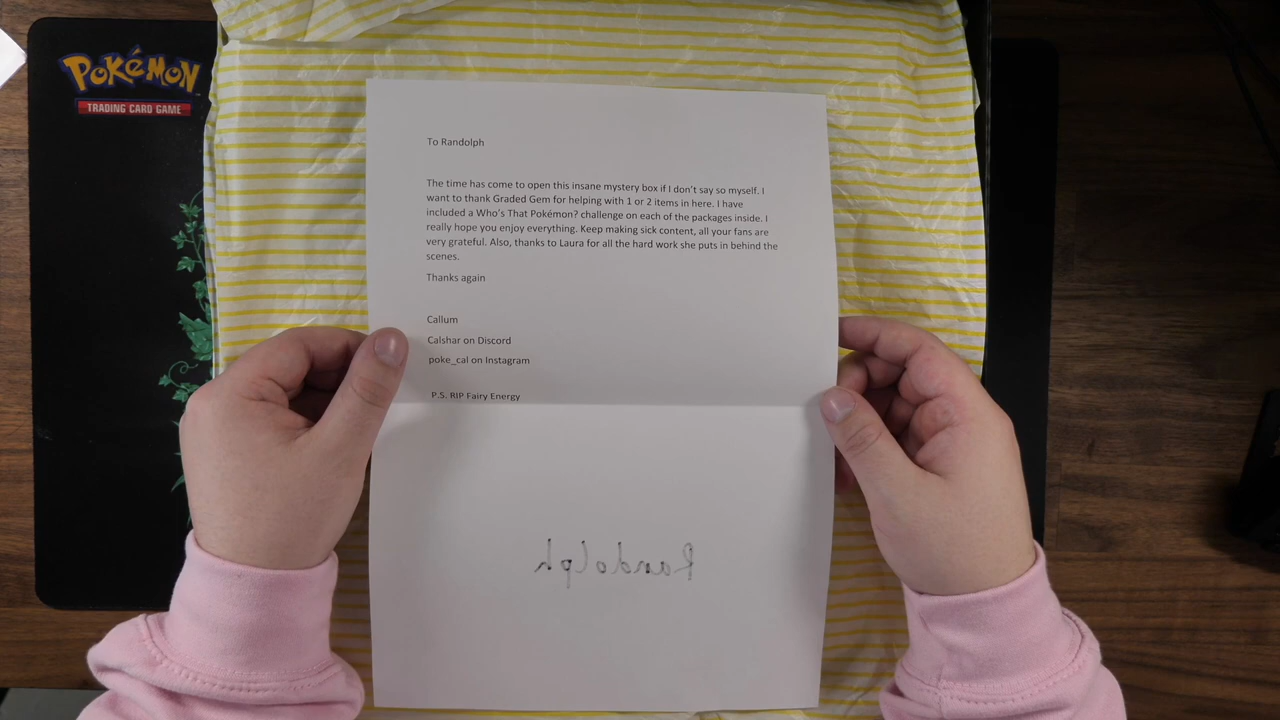 POKéMON
TRADING CARD GAME
To Randolph
The time has come to open this insane mystery box if I don't say so myself. I
want to thank Graded Gem for helping with 1 or 2 items in here. I have
included a Who's That Pokémon? challenge on each of the packages inside. I
really hope you enjoy everything. Keep making sick content, all your fans are
very grateful. Also, thanks to Laura for all the hard work she puts in behind the
scenes.
Thanks again
Callum
Calshar on Discord
poke_cal on Instagram
P.S. RIP Fairy Energy
Randolph